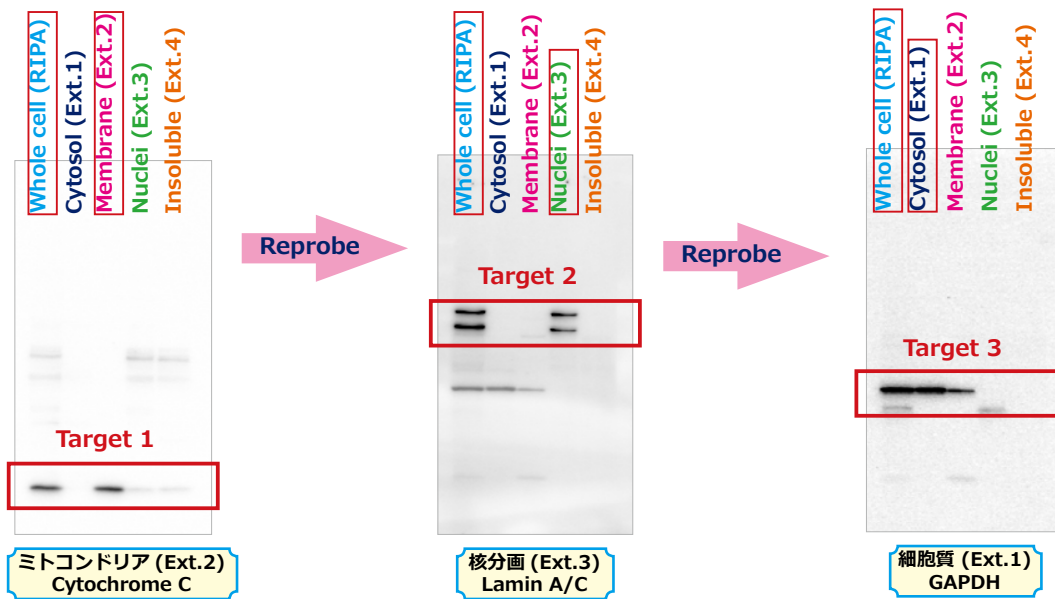 Whole cell (RIPA)
Cytosol (Ext.1)
Membrane (Ext.2)
Nuclei (Ext.3)
Insoluble (Ext.4)
Target 1
ミトコンドリア (Ext.2)
Cytochrome C
Reprobe
Whole cell (RIPA)
Cytosol (Ext.1)
Membrane (Ext.2)
Nuclei (Ext.3)
Insoluble (Ext.4)
Target 2
核分画 (Ext.3)
Lamin A/C
Reprobe
Whole cell (RIPA)
Cytosol (Ext.1)
Membrane (Ext.2)
Nuclei (Ext.3)
Insoluble (Ext.4)
Target 3
細胞質 (Ext.1)
GAPDH